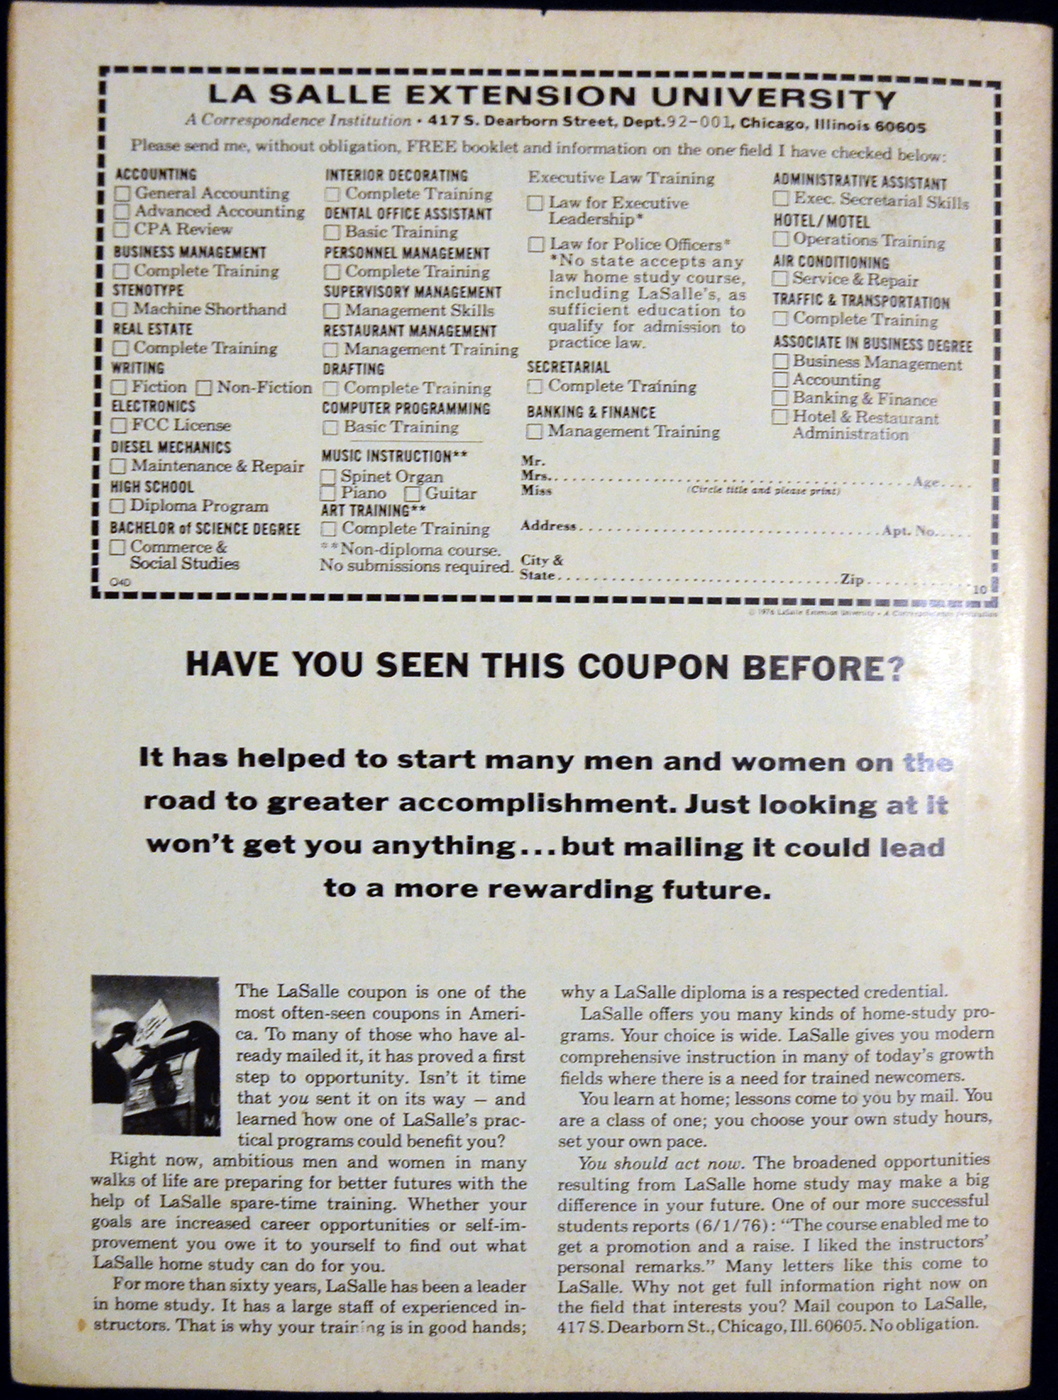 LA SALLE EXTENSION UNIVERSITY
A Correspondence Institution • 417 S. Dearborn Street, Dept.92-001, Chicago, Illinois 60605
Please send me, without obligation, FREE booklet and information on the one field I have checked below:
ACCOUNTING
General Accounting
Advanced Accounting
CPA Review
BUSINESS MANAGEMENT
Complete Training
STENOTYPE
Machine Shorthand
REAL ESTATE
Complete Training
WRITING
Fiction Non-Fiction
ELECTRONICS
FCC License
DIESEL MECHANICS
Maintenance & Repair
HIGH SCHOOL
Diploma Program
BACHELOR of SCIENCE DEGREE
Commerce &
Social Studies
O4D
INTERIOR DECORATING
Complete Training
DENTAL OFFICE ASSISTANT
Basic Training
PERSONNEL MANAGEMENT
Complete Training
SUPERVISORY MANAGEMENT
Management Skills
RESTAURANT MANAGEMENT
Management Training
DRAFTING
Complete Training
COMPUTER PROGRAMMING
Basic Training
MUSIC INSTRUCTION**
Spinet Organ
Piano Guitar
ART TRAINING**
Complete Training
**Non-diploma course.
No submissions required.
Executive Law Training
Law for Executive
Leadership*
Law for Police Officers*
*No state accepts any
law home study course,
including LaSalle's, as
sufficient education to
qualify for admission to
practice law.
SECRETARIAL
Complete Training
BANKING & FINANCE
Management Training
ADMINISTRATIVE ASSISTANT
Exec. Secretarial Skills
HOTEL/MOTEL
Operations Training
AIR CONDITIONING
Service & Repair
TRAFFIC & TRANSPORTATION
Complete Training
ASSOCIATE IN BUSINESS DEGREE
Business Management
Accounting
Banking & Finance
Hotel & Restaurant
Administration
Mr.
Mrs. Age
Miss (Circle title and please print)
Address Apt. No.
City &
State Zip
10
© 1976 LaSalle Extension University • A Correspondence Institution
HAVE YOU SEEN THIS COUPON BEFORE?
It has helped to start many men and women on the
road to greater accomplishment. Just looking at it
won't get you anything...but mailing it could lead
to a more rewarding future.
The LaSalle coupon is one of the
most often-seen coupons in Ameri-
ca. To many of those who have al-
ready mailed it, it has proved a first
step to opportunity. Isn't it time
that you sent it on its way — and
learned how one of LaSalle's prac-
tical programs could benefit you?
Right now, ambitious men and women in many
walks of life are preparing for better futures with the
help of LaSalle spare-time training. Whether your
goals are increased career opportunities or self-im-
provement you owe it to yourself to find out what
LaSalle home study can do for you.
For more than sixty years, LaSalle has been a leader
in home study. It has a large staff of experienced in-
structors. That is why your training is in good hands;
why a LaSalle diploma is a respected credential.
LaSalle offers you many kinds of home-study pro-
grams. Your choice is wide. LaSalle gives you modern
comprehensive instruction in many of today's growth
fields where there is a need for trained newcomers.
You learn at home; lessons come to you by mail. You
are a class of one; you choose your own study hours,
set your own pace.
You should act now. The broadened opportunities
resulting from LaSalle home study may make a big
difference in your future. One of our more successful
students reports (6/1/76): "The course enabled me to
get a promotion and a raise. I liked the instructors'
personal remarks." Many letters like this come to
LaSalle. Why not get full information right now on
the field that interests you? Mail coupon to LaSalle,
417 S. Dearborn St., Chicago, Ill. 60605. No obligation.